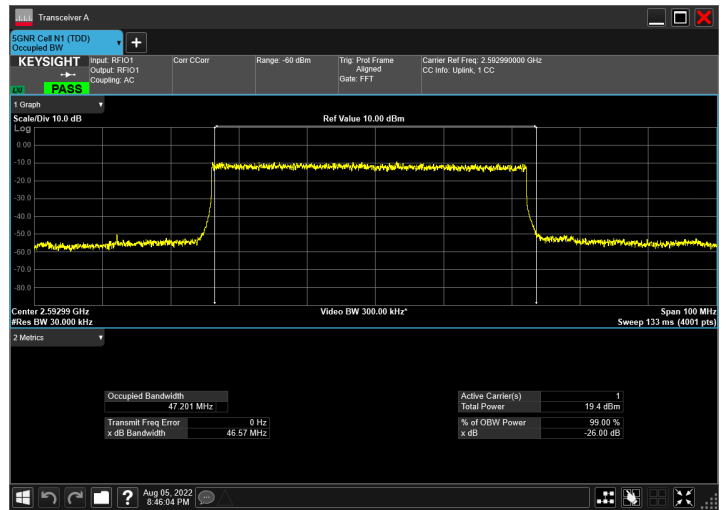 Transceiver A
5GNR Cell N1 (TDD)
Occupied BW
KEYSIGHT
LXI
PASS
Input: RFIO1
Output: RFIO1
Coupling: AC
Corr CCorr
Range: -60 dBm
Trig: Prot Frame
Aligned
Gate: FFT
Carrier Ref Freq: 2.592990000 GHz
CC Info: Uplink, 1 CC
1 Graph
Scale/Div 10.0 dB
Ref Value 10.00 dBm
Log
0.00
-10.0
-20.0
-30.0
-40.0
-50.0
-60.0
-70.0
-80.0
Center 2.59299 GHz
Video BW 300.00 kHz*
Span 100 MHz
#Res BW 30.000 kHz
Sweep 133 ms (4001 pts)
2 Metrics
Occupied Bandwidth
47.201 MHz
Transmit Freq Error 0 Hz
x dB Bandwidth 46.57 MHz
Active Carrier(s) 1
Total Power 19.4 dBm
% of OBW Power 99.00 %
x dB -26.00 dB
Aug 05, 2022
8:46:04 PM